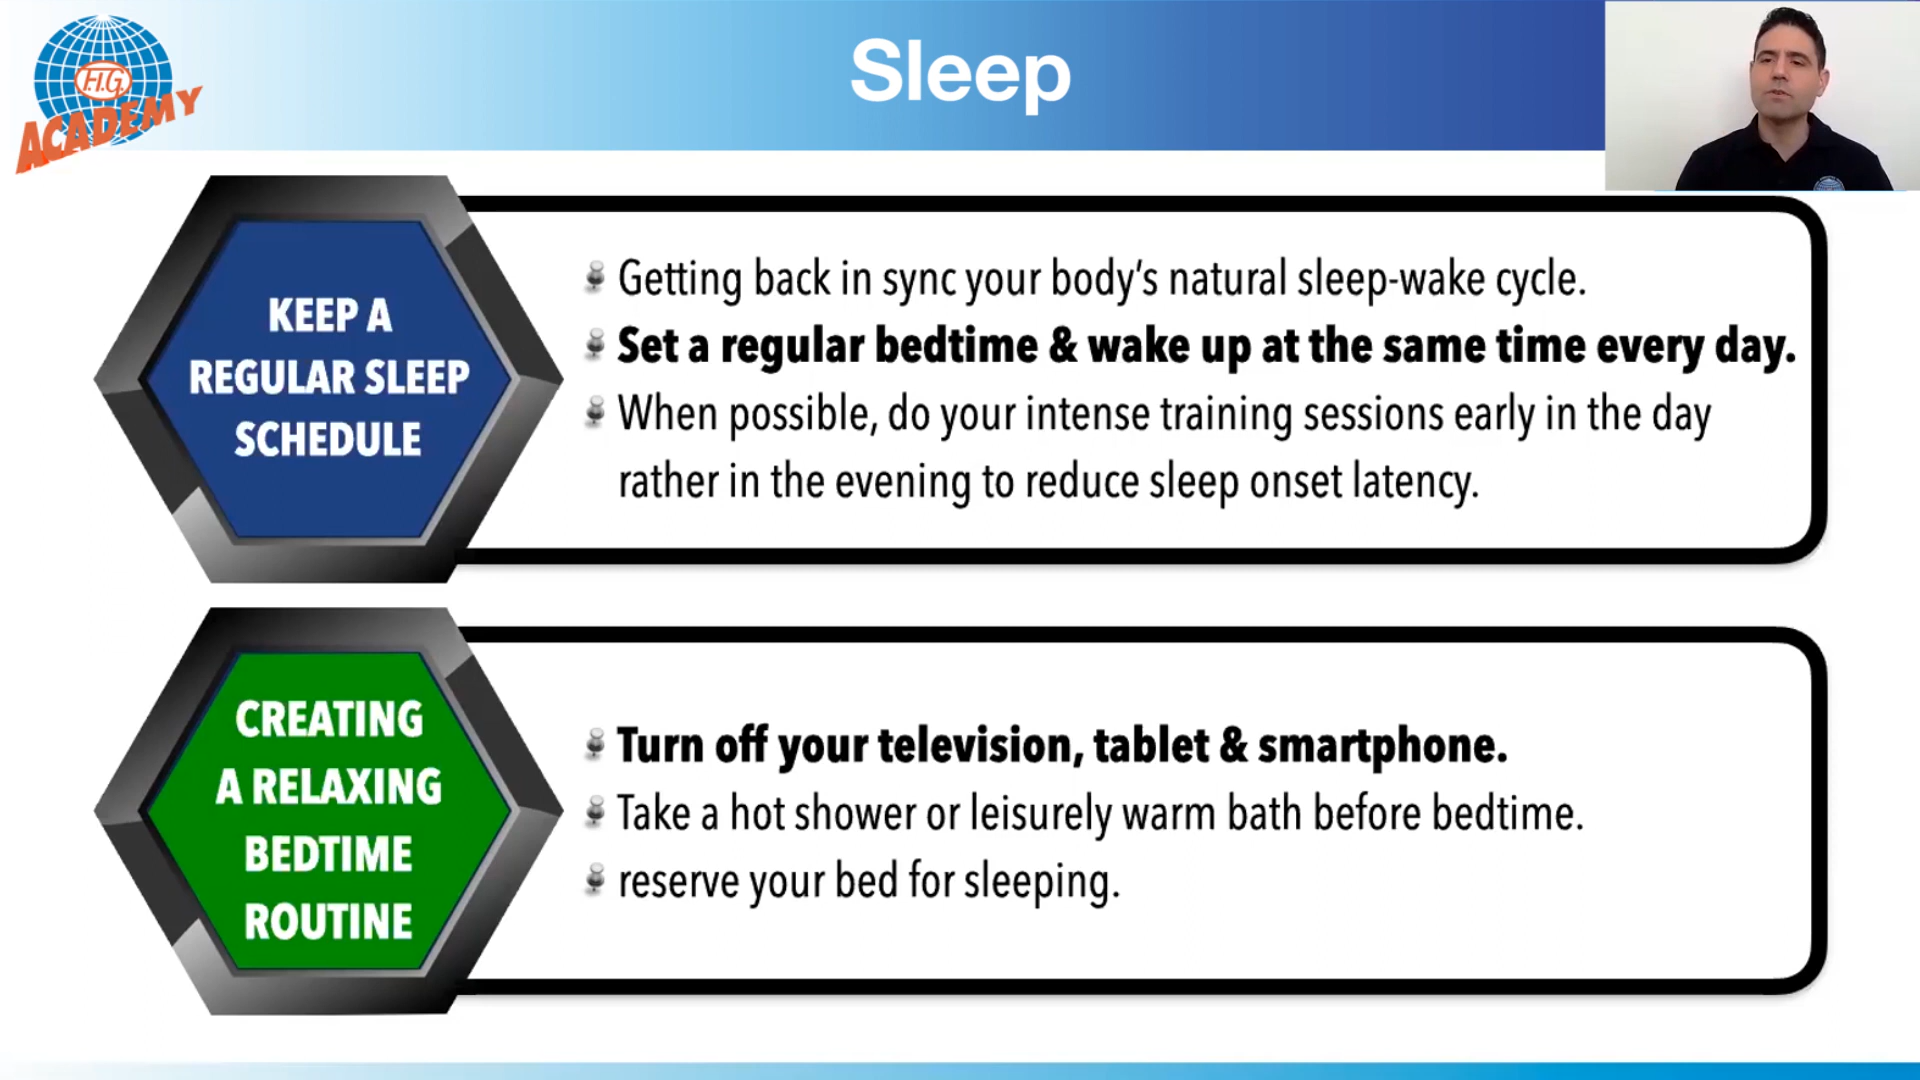 F.I.G.
ACADEMY
Sleep
KEEP A
REGULAR SLEEP
SCHEDULE
Getting back in sync your body’s natural sleep-wake cycle.
Set a regular bedtime & wake up at the same time every day.
When possible, do your intense training sessions early in the day
rather in the evening to reduce sleep onset latency.
CREATING
A RELAXING
BEDTIME
ROUTINE
Turn off your television, tablet & smartphone.
Take a hot shower or leisurely warm bath before bedtime.
reserve your bed for sleeping.